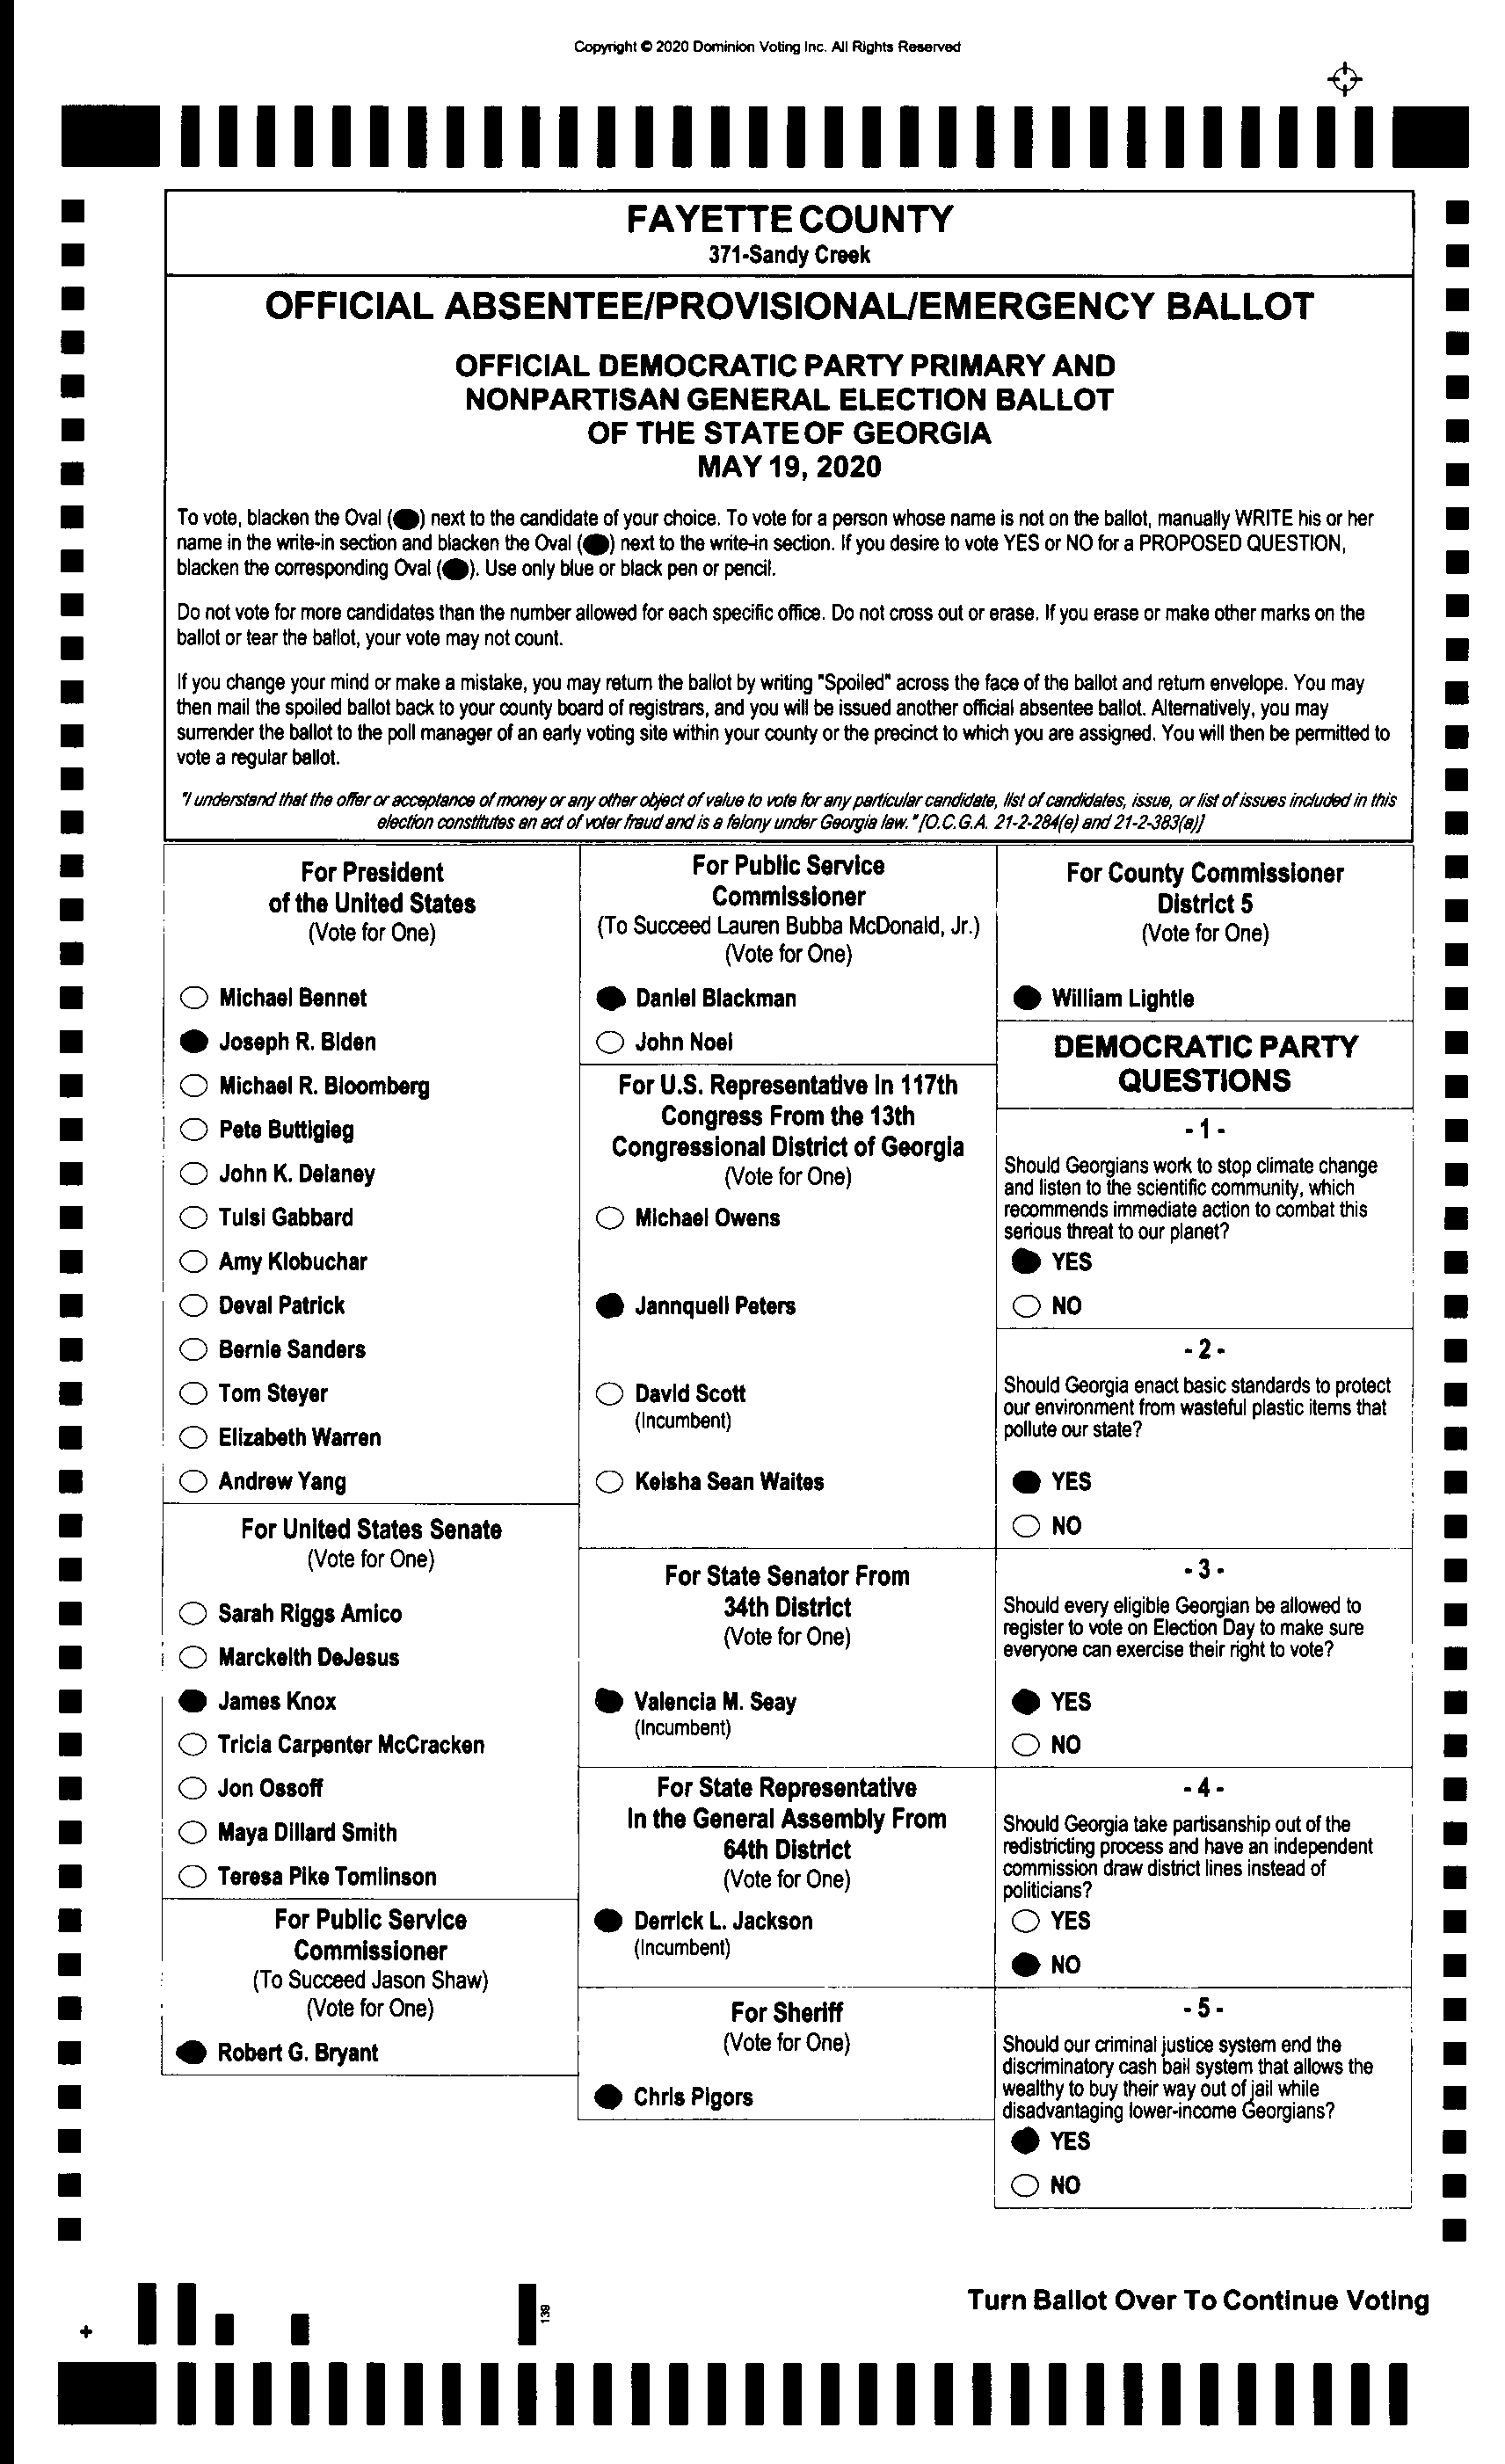 Copyright © 2020 Dominion Voting Inc. All Rights Reserved
FAYETTE COUNTY
371-Sandy Creek
OFFICIAL ABSENTEE/PROVISIONAL/EMERGENCY BALLOT
OFFICIAL DEMOCRATIC PARTY PRIMARY AND
NONPARTISAN GENERAL ELECTION BALLOT
OF THE STATE OF GEORGIA
MAY 19, 2020
To vote, blacken the Oval (●) next to the candidate of your choice. To vote for a person whose name is not on the ballot, manually WRITE his or her
name in the write-in section and blacken the Oval (●) next to the write-in section. If you desire to vote YES or NO for a PROPOSED QUESTION,
blacken the corresponding Oval (●). Use only blue or black pen or pencil.
Do not vote for more candidates than the number allowed for each specific office. Do not cross out or erase. If you erase or make other marks on the
ballot or tear the ballot, your vote may not count.
If you change your mind or make a mistake, you may return the ballot by writing "Spoiled" across the face of the ballot and return envelope. You may
then mail the spoiled ballot back to your county board of registrars, and you will be issued another official absentee ballot. Alternatively, you may
surrender the ballot to the poll manager of an early voting site within your county or the precinct to which you are assigned. You will then be permitted to
vote a regular ballot.
"I understand that the offer or acceptance of money or any other object of value to vote for any particular candidate, list of candidates, issue, or list of issues included in this
election constitutes an act of voter fraud and is a felony under Georgia law." [O.C.G.A. 21-2-284(e) and 21-2-383(a)]
For President
of the United States
(Vote for One)
Michael Bennet
Joseph R. Biden
Michael R. Bloomberg
Pete Buttigieg
John K. Delaney
Tulsi Gabbard
Amy Klobuchar
Deval Patrick
Bernie Sanders
Tom Steyer
Elizabeth Warren
Andrew Yang
For United States Senate
(Vote for One)
Sarah Riggs Amico
Marckeith DeJesus
James Knox
Tricia Carpenter McCracken
Jon Ossoff
Maya Dillard Smith
Teresa Pike Tomlinson
For Public Service
Commissioner
(To Succeed Jason Shaw)
(Vote for One)
Robert G. Bryant
For Public Service
Commissioner
(To Succeed Lauren Bubba McDonald, Jr.)
(Vote for One)
Daniel Blackman
John Noel
For U.S. Representative in 117th
Congress From the 13th
Congressional District of Georgia
(Vote for One)
Michael Owens
Jannquell Peters
David Scott
(Incumbent)
Keisha Sean Waites
For State Senator From
34th District
(Vote for One)
Valencia M. Seay
(Incumbent)
For State Representative
In the General Assembly From
64th District
(Vote for One)
Derrick L. Jackson
(Incumbent)
For Sheriff
(Vote for One)
Chris Pigors
For County Commissioner
District 5
(Vote for One)
William Lightle
DEMOCRATIC PARTY
QUESTIONS
- 1 -
Should Georgians work to stop climate change
and listen to the scientific community, which
recommends immediate action to combat this
serious threat to our planet?
YES
NO
- 2 -
Should Georgia enact basic standards to protect
our environment from wasteful plastic items that
pollute our state?
YES
NO
- 3 -
Should every eligible Georgian be allowed to
register to vote on Election Day to make sure
everyone can exercise their right to vote?
YES
NO
- 4 -
Should Georgia take partisanship out of the
redistricting process and have an independent
commission draw district lines instead of
politicians?
YES
NO
- 5 -
Should our criminal justice system end the
discriminatory cash bail system that allows the
wealthy to buy their way out of jail while
disadvantaging lower-income Georgians?
YES
NO
Turn Ballot Over To Continue Voting
139